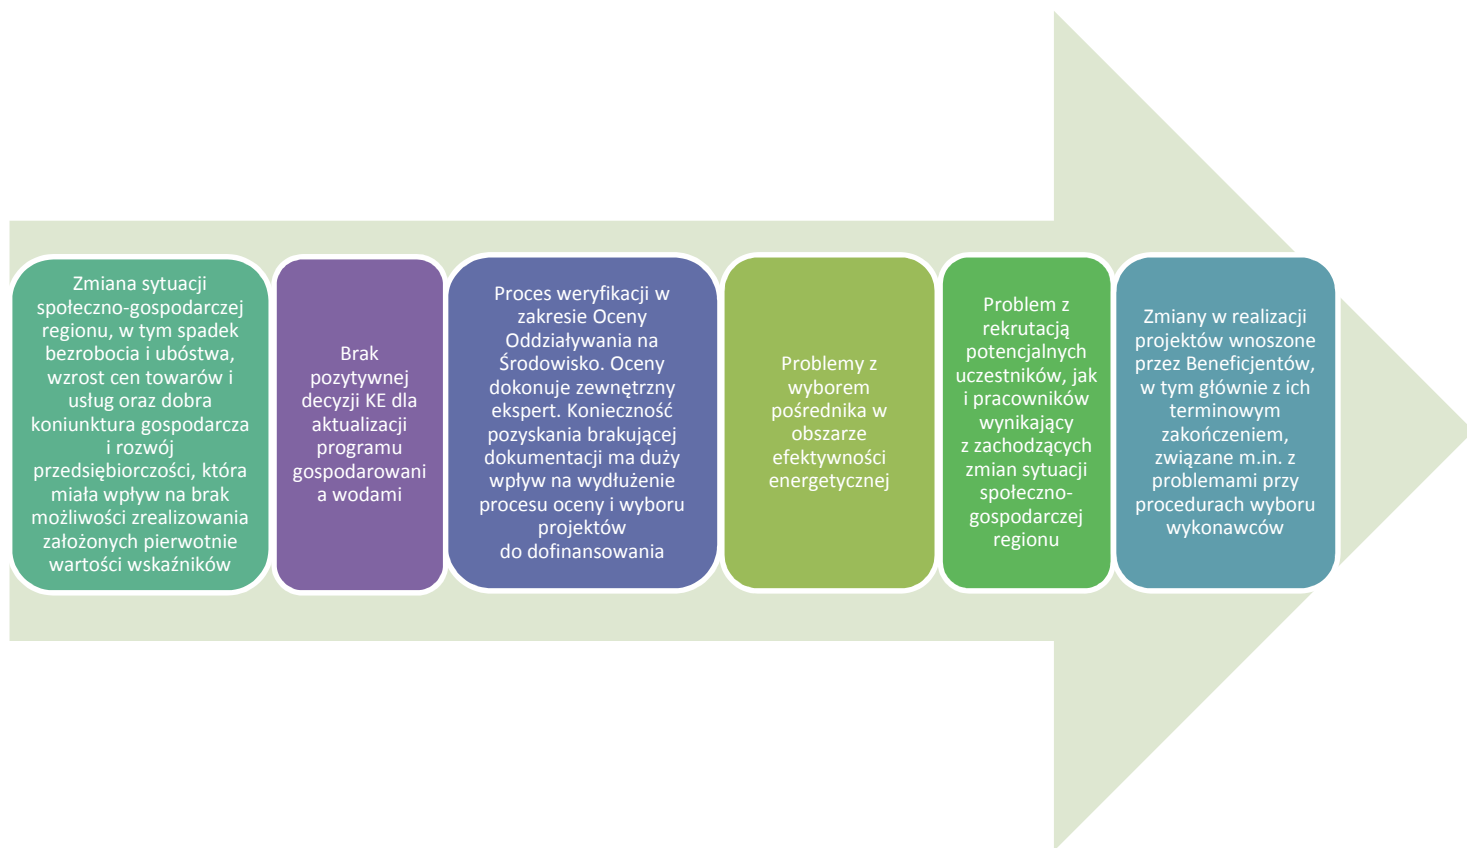 Zmiana sytuacji
społeczno-gospodarczej
regionu, w tym spadek
bezrobocia i ubóstwa,
wzrost cen towarów i
usług oraz dobra
koniunktura gospodarcza
i rozwój
przedsiębiorczości, która
miała wpływ na brak
możliwości zrealizowania
założonych pierwotnie
wartości wskaźników
Brak
pozytywnej
decyzji KE dla
aktualizacji
programu
gospodarowani
a wodami
Proces weryfikacji w
zakresie Oceny
Oddziaływania na
Środowisko. Oceny
dokonuje zewnętrzny
ekspert. Konieczność
pozyskania brakującej
dokumentacji ma duży
wpływ na wydłużenie
procesu oceny i wyboru
projektów
do dofinansowania
Problemy z
wyborem
pośrednika w
obszarze
efektywności
energetycznej
Problem z
rekrutacją
potencjalnych
uczestników, jak
i pracowników
wynikający
z zachodzących
zmian sytuacji
społeczno-
gospodarczej
regionu
Zmiany w realizacji
projektów wnoszone
przez Beneficjentów,
w tym głównie z ich
terminowym
zakończeniem,
związane m.in. z
problemami przy
procedurach wyboru
wykonawców